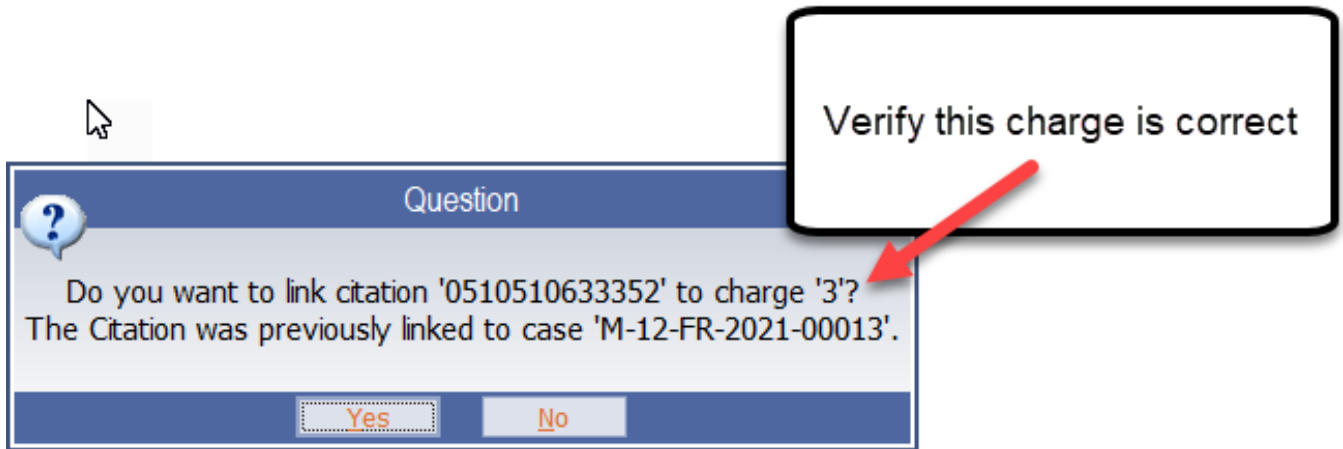 Verify this charge is correct
Question
?
Do you want to link citation '0510510633352' to charge '3'?
The Citation was previously linked to case 'M-12-FR-2021-00013'.
Yes
No